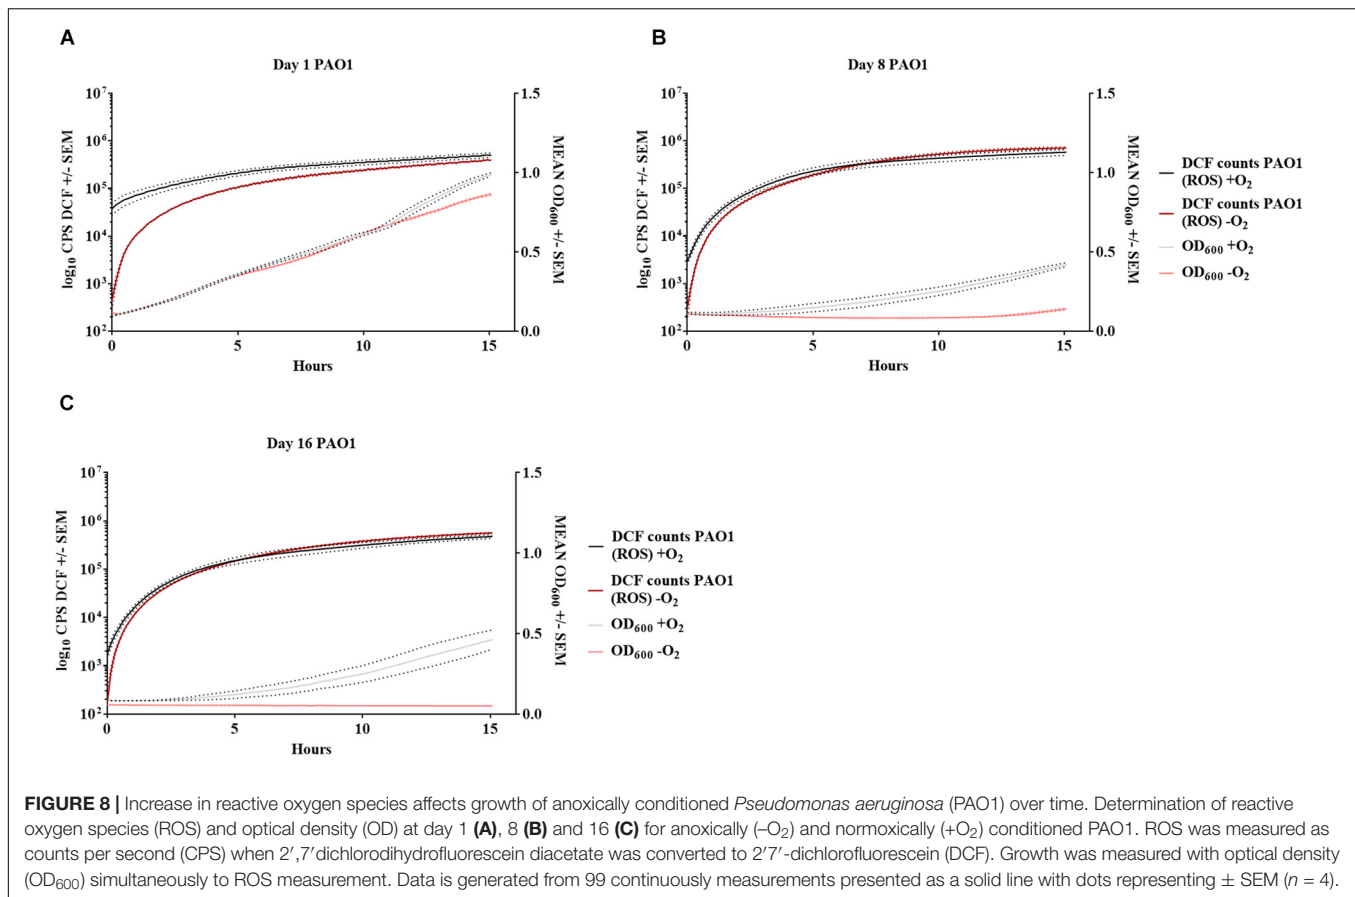 A
Day 1 PAO1
10⁷
10⁶
10⁵
10⁴
10³
10²
log₁₀ CPS DCF +/- SEM
1.5
1.0
0.5
0.0
MEAN OD₆₀₀ +/- SEM
0 5 10 15
Hours
B
Day 8 PAO1
10⁷
10⁶
10⁵
10⁴
10³
10²
log₁₀ CPS DCF +/- SEM
1.5
1.0
0.5
0.0
MEAN OD₆₀₀ +/- SEM
0 5 10 15
Hours
DCF counts PAO1
(ROS) +O₂
DCF counts PAO1
(ROS) -O₂
OD₆₀₀ +O₂
OD₆₀₀ -O₂
C
Day 16 PAO1
10⁷
10⁶
10⁵
10⁴
10³
10²
log₁₀ CPS DCF +/- SEM
1.5
1.0
0.5
0.0
MEAN OD₆₀₀ +/- SEM
0 5 10 15
Hours
DCF counts PAO1
(ROS) +O₂
DCF counts PAO1
(ROS) -O₂
OD₆₀₀ +O₂
OD₆₀₀ -O₂
FIGURE 8 | Increase in reactive oxygen species affects growth of anoxically conditioned Pseudomonas aeruginosa (PAO1) over time. Determination of reactive
oxygen species (ROS) and optical density (OD) at day 1 (A), 8 (B) and 16 (C) for anoxically (–O₂) and normoxically (+O₂) conditioned PAO1. ROS was measured as
counts per second (CPS) when 2′,7′dichlorodihydrofluorescein diacetate was converted to 2′7′-dichlorofluorescein (DCF). Growth was measured with optical density
(OD₆₀₀) simultaneously to ROS measurement. Data is generated from 99 continuously measurements presented as a solid line with dots representing ± SEM (n = 4).